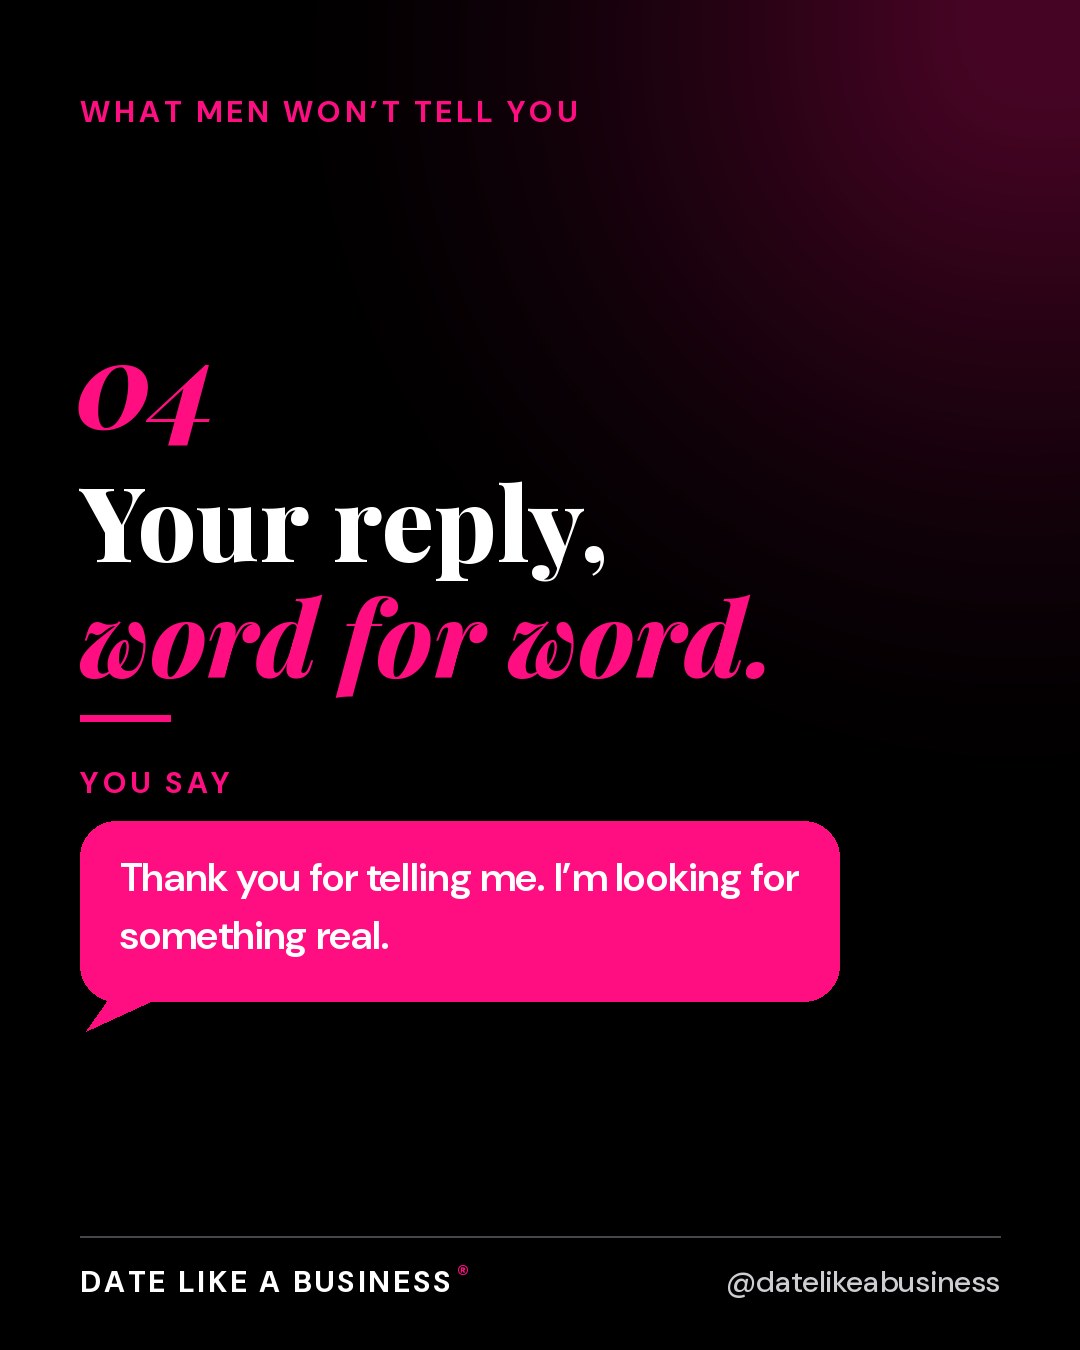 WHAT MEN WON’T TELL YOU
04
Your reply,
word for word.
YOU SAY
Thank you for telling me. I’m looking for
something real.
DATE LIKE A BUSINESS®
@datelikeabusiness